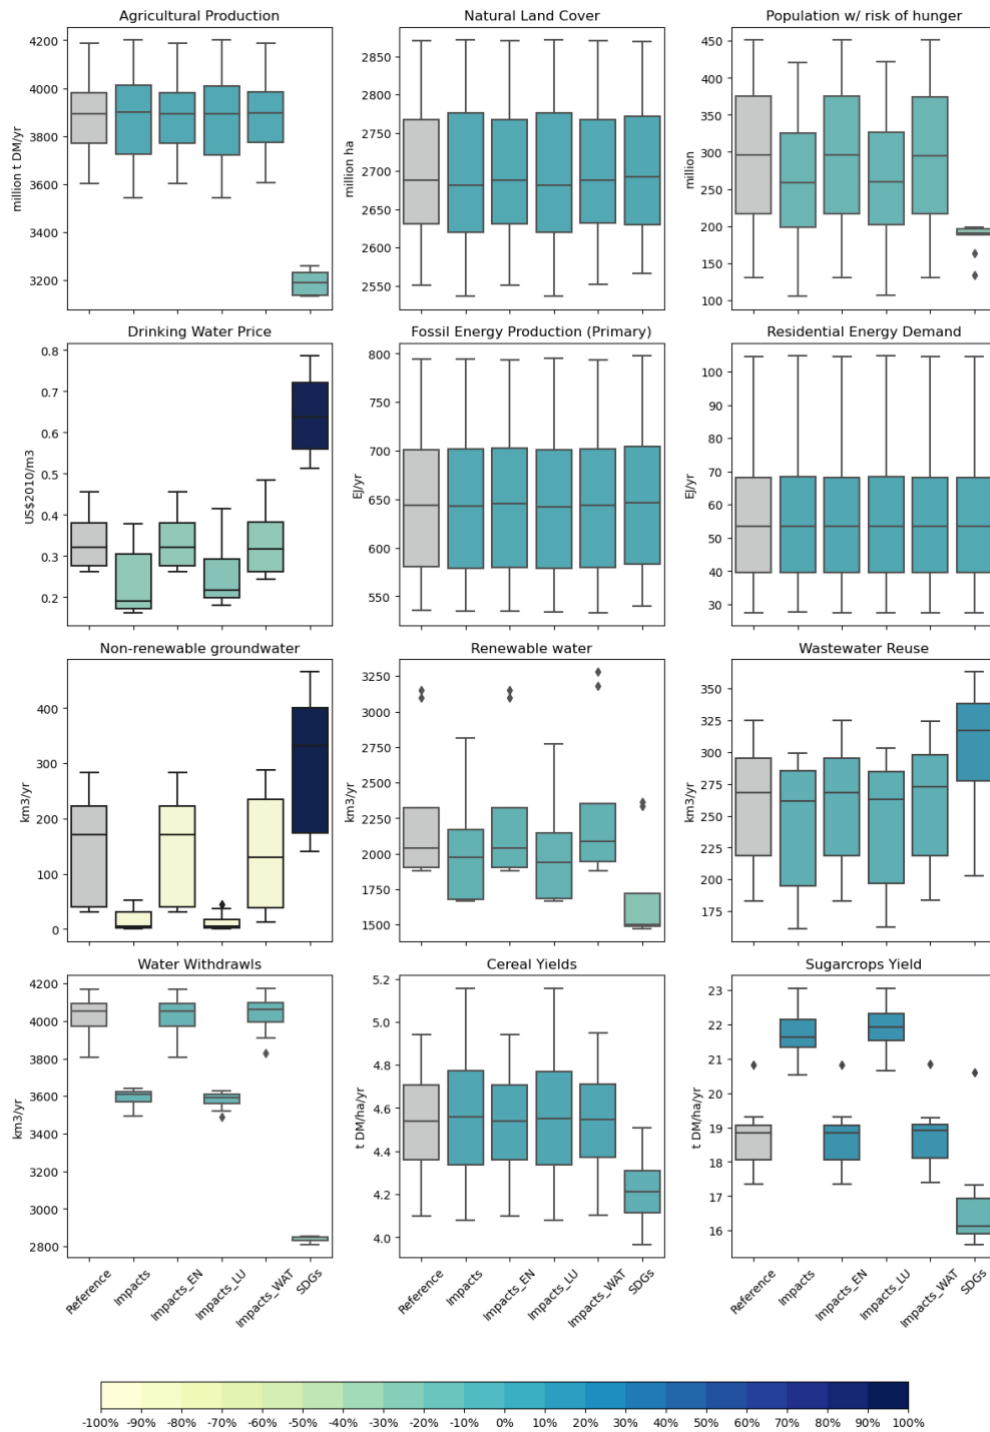 Agricultural Production
Natural Land Cover
Population w/ risk of hunger
million t DM/yr
4200
4000
3800
3600
3400
3200
million ha
2850
2800
2750
2700
2650
2600
2550
million
450
400
350
300
250
200
150
100
Drinking Water Price
Fossil Energy Production (Primary)
Residential Energy Demand
US$2010/m3
0.8
0.7
0.6
0.5
0.4
0.3
0.2
EJ/yr
800
750
700
650
600
550
EJ/yr
100
90
80
70
60
50
40
30
Non-renewable groundwater
Renewable water
Wastewater Reuse
km3/yr
400
300
200
100
0
km3/yr
3250
3000
2750
2500
2250
2000
1750
1500
km3/yr
350
325
300
275
250
225
200
175
Water Withdrawls
Cereal Yields
Sugarcrops Yield
km3/yr
4200
4000
3800
3600
3400
3200
3000
2800
t DM/ha/yr
5.2
5.0
4.8
4.6
4.4
4.2
4.0
t DM/ha/yr
23
22
21
20
19
18
17
16
Reference
Impacts
Impacts_EN
Impacts_LU
Impacts_WAT
SDGs
Reference
Impacts
Impacts_EN
Impacts_LU
Impacts_WAT
SDGs
Reference
Impacts
Impacts_EN
Impacts_LU
Impacts_WAT
SDGs
-100% -90% -80% -70% -60% -50% -40% -30% -20% -10% 0% 10% 20% 30% 40% 50% 60% 70% 80% 90% 100%